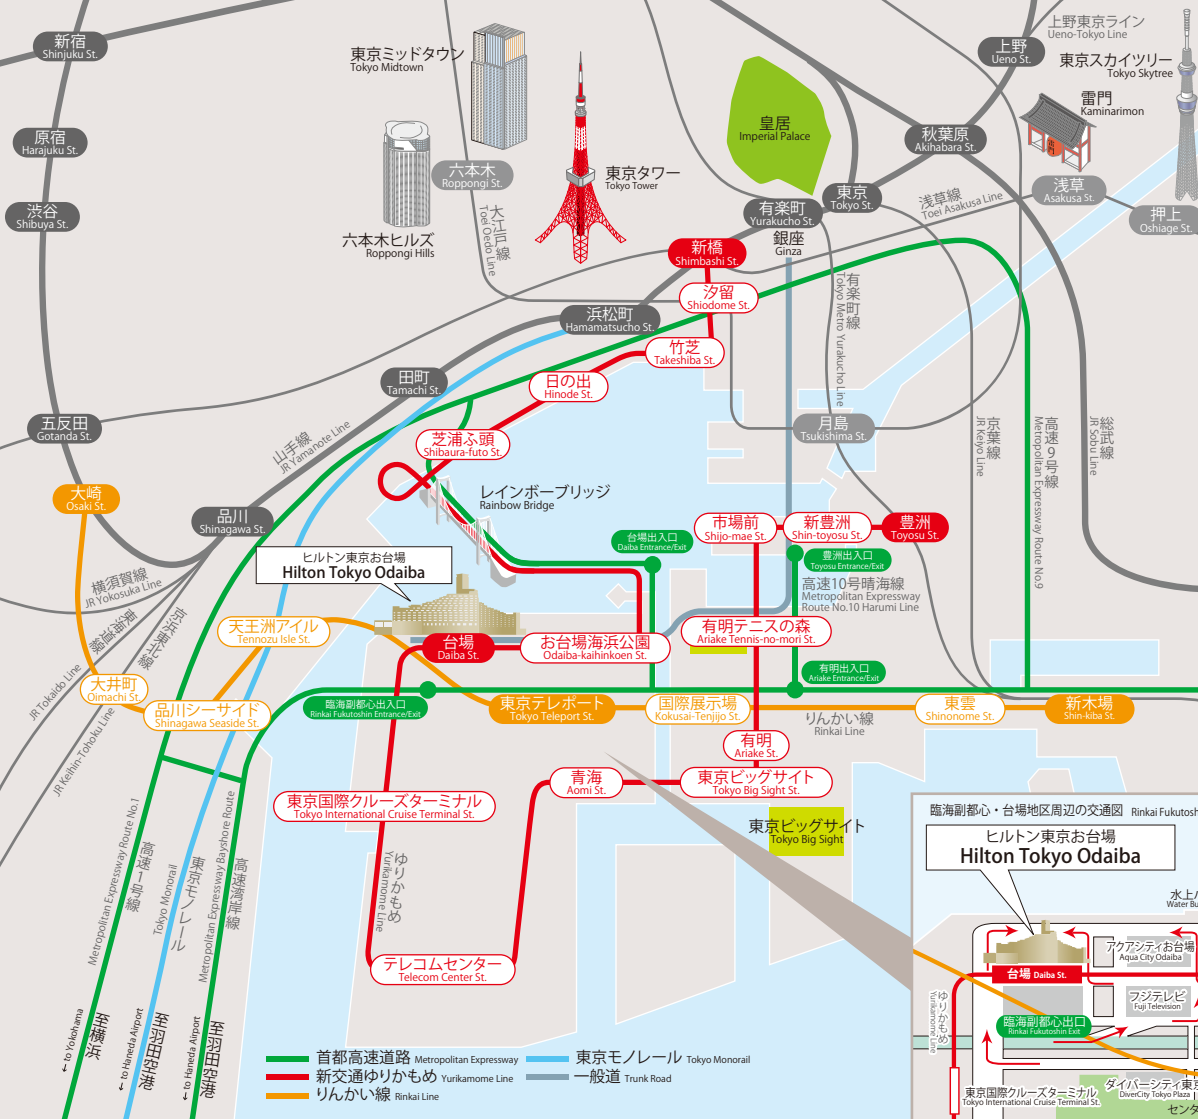 新宿
Shinjuku St.
原宿
Harajuku St.
渋谷
Shibuya St.
五反田
Gotanda St.
大崎
Osaki St.
東京ミッドタウン
Tokyo Midtown
六本木
Roppongi St.
六本木ヒルズ
Roppongi Hills
大江戸線
Toei Oedo Line
東京タワー
Tokyo Tower
皇居
Imperial Palace
上野東京ライン
Ueno-Tokyo Line
上野
Ueno St.
東京スカイツリー
Tokyo Skytree
雷門
Kaminarimon
秋葉原
Akihabara St.
浅草
Asakusa St.
押上
Oshiage St.
浅草線
Toei Asakusa Line
東京
Tokyo St.
有楽町
Yurakucho St.
銀座
Ginza
新橋
Shimbashi St.
汐留
Shiodome St.
浜松町
Hamamatsucho St.
竹芝
Takeshiba St.
田町
Tamachi St.
日の出
Hinode St.
有楽町線
Tokyo Metro Yurakucho Line
月島
Tsukishima St.
京葉線
JR Keiyo Line
高速9号線
Metropolitan Expressway Route No.9
総武線
JR Sobu Line
山手線
JR Yamanote Line
芝浦ふ頭
Shibaura-futo St.
レインボーブリッジ
Rainbow Bridge
品川
Shinagawa St.
ヒルトン東京お台場
Hilton Tokyo Odaiba
横須賀線
JR Yokosuka Line
東海道線
JR Tokaido Line
京浜東北線
JR Keihin-Tohoku Line
台場出入口
Daiba Entrance/Exit
市場前
Shijo-mae St.
新豊洲
Shin-toyosu St.
豊洲
Toyosu St.
豊洲出入口
Toyosu Entrance/Exit
高速10号晴海線
Metropolitan Expressway
Route No.10 Harumi Line
天王洲アイル
Tennozu Isle St.
台場
Daiba St.
お台場海浜公園
Odaiba-kaihinkoen St.
有明テニスの森
Ariake Tennis-no-mori St.
有明出入口
Ariake Entrance/Exit
大井町
Oimachi St.
品川シーサイド
Shinagawa Seaside St.
臨海副都心出入口
Rinkai Fukutoshin Entrance/Exit
東京テレポート
Tokyo Teleport St.
国際展示場
Kokusai-Tenjijo St.
りんかい線
Rinkai Line
東雲
Shinonome St.
新木場
Shin-kiba St.
有明
Ariake St.
青海
Aomi St.
東京ビッグサイト
Tokyo Big Sight St.
東京国際クルーズターミナル
Tokyo International Cruise Terminal St.
東京ビッグサイト
Tokyo Big Sight
ゆりかもめ
Yurikamome Line
テレコムセンター
Telecom Center St.
高速1号線
Metropolitan Expressway Route No.1
東京モノレール
Tokyo Monorail
高速湾岸線
Metropolitan Expressway Bayshore Route
至横浜
← to Yokohama
至羽田空港
← to Haneda Airport
至羽田空港
← to Haneda Airport
首都高速道路 Metropolitan Expressway
新交通ゆりかもめ Yurikamome Line
りんかい線 Rinkai Line
東京モノレール Tokyo Monorail
一般道 Trunk Road
臨海副都心・台場地区周辺の交通図 Rinkai Fukutosh
ヒルトン東京お台場
Hilton Tokyo Odaiba
水上バ
Water Bu
アクアシティお台場
Aqua City Odaiba
台場 Daiba St.
フジテレビ
Fuji Television
臨海副都心出口
Rinkai Fukutoshin Exit
ゆりかもめ
Yurikamome Line
東京国際クルーズターミナル
Tokyo International Cruise Terminal St.
ダイバーシティ東京
DiverCity Tokyo Plaza
センタ